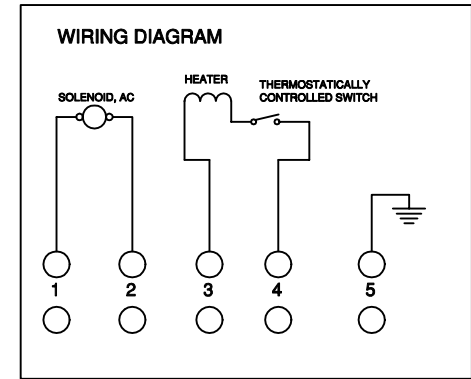 WIRING DIAGRAM
SOLENOID, AC
HEATER
THERMOSTATICALLY
CONTROLLED SWITCH
1 2 3 4 5